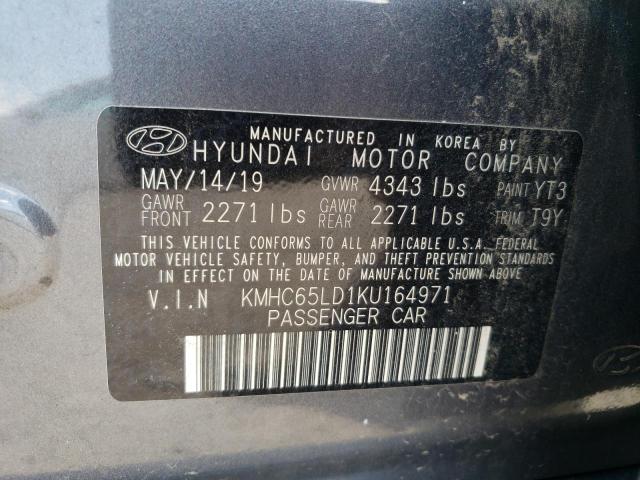 MANUFACTURED IN KOREA BY
HYUNDAI MOTOR COMPANY
MAY/14/19 GVWR 4343 lbs PAINT YT3
GAWR FRONT 2271 lbs GAWR REAR 2271 lbs TRIM T9Y
THIS VEHICLE CONFORMS TO ALL APPLICABLE U.S.A. FEDERAL
MOTOR VEHICLE SAFETY, BUMPER, AND THEFT PREVENTION STANDARDS
IN EFFECT ON THE DATE OF MANUFACTURE SHOWN ABOVE.
V.I.N KMHC65LD1KU164971
PASSENGER CAR